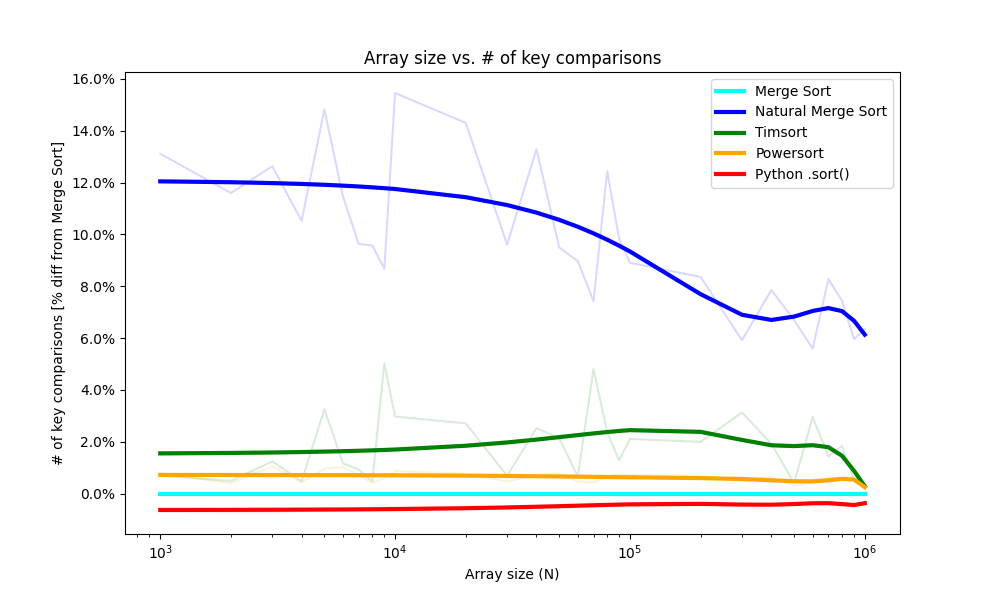 Array size vs. # of key comparisons
# of key comparisons [% diff from Merge Sort]
16.0%
14.0%
12.0%
10.0%
8.0%
6.0%
4.0%
2.0%
0.0%
Merge Sort
Natural Merge Sort
Timsort
Powersort
Python .sort()
10³
10⁴
10⁵
10⁶
Array size (N)